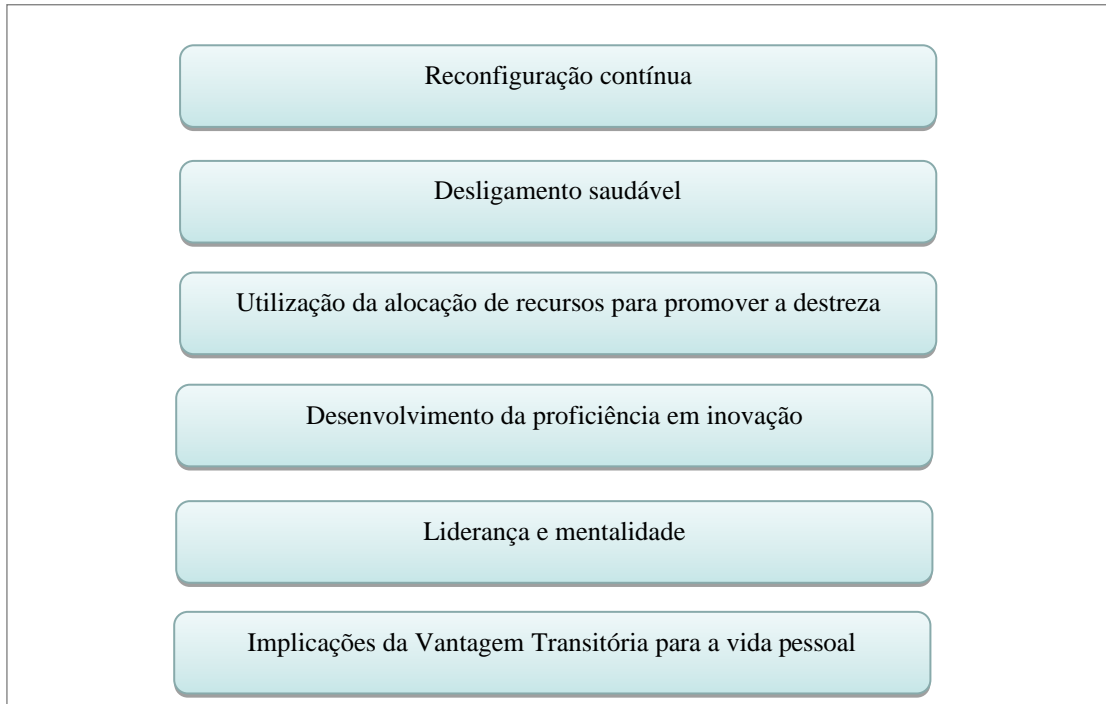 Reconfiguração contínua
Desligamento saudável
Utilização da alocação de recursos para promover a destreza
Desenvolvimento da proficiência em inovação
Liderança e mentalidade
Implicações da Vantagem Transitória para a vida pessoal